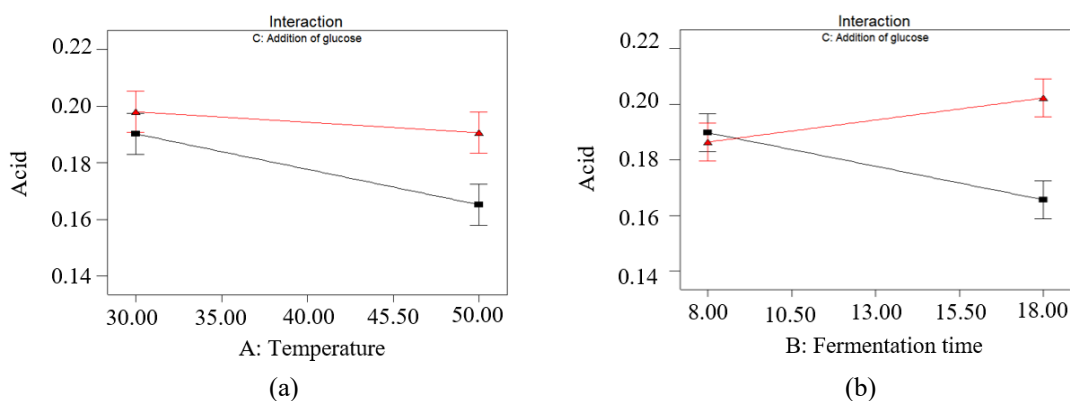 Interaction
C: Addition of glucose
0.22
0.20
0.18
0.16
0.14
Acid
30.00 35.00 40.00 45.50 50.00
A: Temperature
(a)
Interaction
C: Addition of glucose
0.22
0.20
0.18
0.16
0.14
Acid
8.00 10.50 13.00 15.50 18.00
B: Fermentation time
(b)